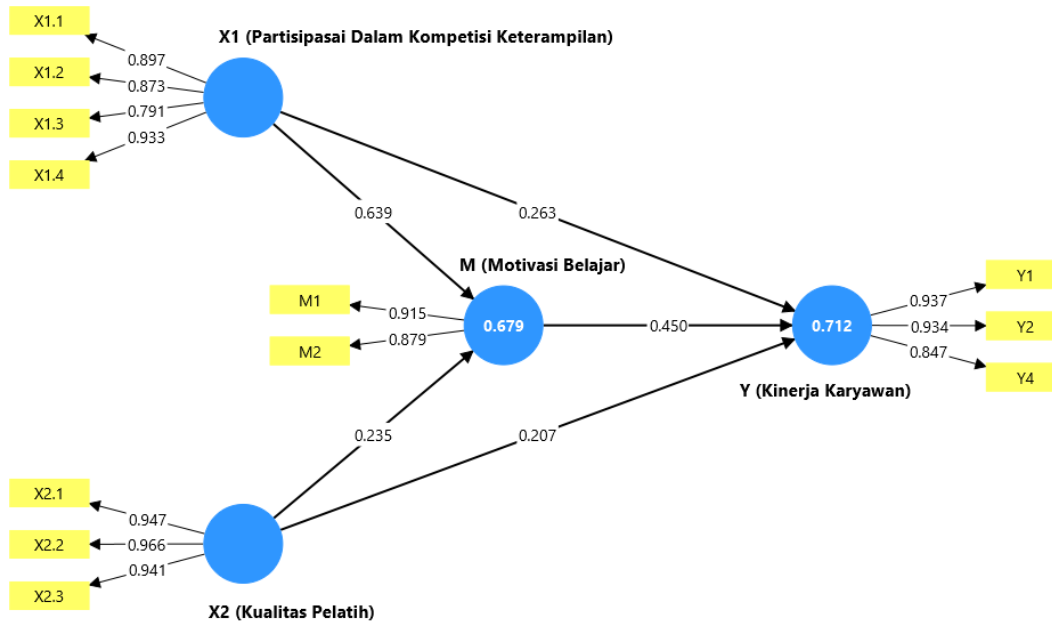 X1.1
X1.2
X1.3
X1.4
0.897
0.873
0.791
0.933
X1 (Partisipasai Dalam Kompetisi Keterampilan)
0.639
0.263
M (Motivasi Belajar)
M1
M2
0.915
0.879
0.679
0.450
0.712
0.937
0.934
0.847
Y1
Y2
Y4
Y (Kinerja Karyawan)
0.235
0.207
X2.1
X2.2
X2.3
0.947
0.966
0.941
X2 (Kualitas Pelatih)